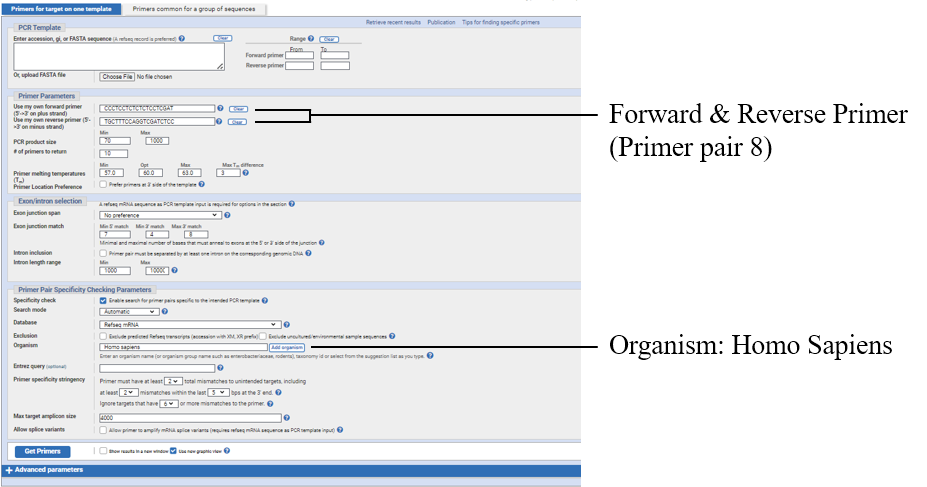 Primers for target on one template Primers common for a group of sequences
Retrieve recent results Publication Tips for finding specific primers
PCR Template
Enter accession, gi, or FASTA sequence (A refseq record is preferred) ? Clear Range ? Clear
From To
Forward primer
Reverse primer
Or, upload FASTA file Choose File No file chosen
Primer Parameters
Use my own forward primer (5'->3' on plus strand) CCCTCCTCTCTCTCCTCGAT ? Clear
Use my own reverse primer (5'->3' on minus strand) TGCTTTCCAGGTCGATCTCC ? Clear
Forward & Reverse Primer
(Primer pair 8)
Min Max
PCR product size 70 1000
# of primers to return 10
Min Opt Max Max Tm difference
Primer melting temperatures (Tm) 57.0 60.0 63.0 3 ?
Primer Location Preference Prefer primers at 3' side of the template ?
Exon/intron selection A refseq mRNA sequence as PCR template input is required for options in the section ?
Exon junction span No preference ?
Exon junction match Min 5' match Min 3' match Max 3' match
7 4 8
Minimal and maximal number of bases that must anneal to exons at the 5' or 3' side of the junction ?
Intron inclusion Primer pair must be separated by at least one intron on the corresponding genomic DNA ?
Intron length range Min Max
1000 1000C ?
Primer Pair Specificity Checking Parameters
Specificity check Enable search for primer pairs specific to the intended PCR template ?
Search mode Automatic ?
Database Refseq mRNA ?
Exclusion Exclude predicted Refseq transcripts (accession with XM, XR prefix) Exclude uncultured/environmental sample sequences ?
Organism Homo sapiens Add organism
Organism: Homo Sapiens
Enter an organism name (or organism group name such as enterobacteriaceae, rodents), taxonomy id or select from the suggestion list as you type. ?
Entrez query (optional) ?
Primer specificity stringency Primer must have at least 2 total mismatches to unintended targets, including
at least 2 mismatches within the last 5 bps at the 3' end. ?
Ignore targets that have 6 or more mismatches to the primer. ?
Max target amplicon size 4000 ?
Allow splice variants Allow primer to amplify mRNA splice variants (requires refseq mRNA sequence as PCR template input) ?
Get Primers Show results in a new window Use new graphic view ?
+ Advanced parameters